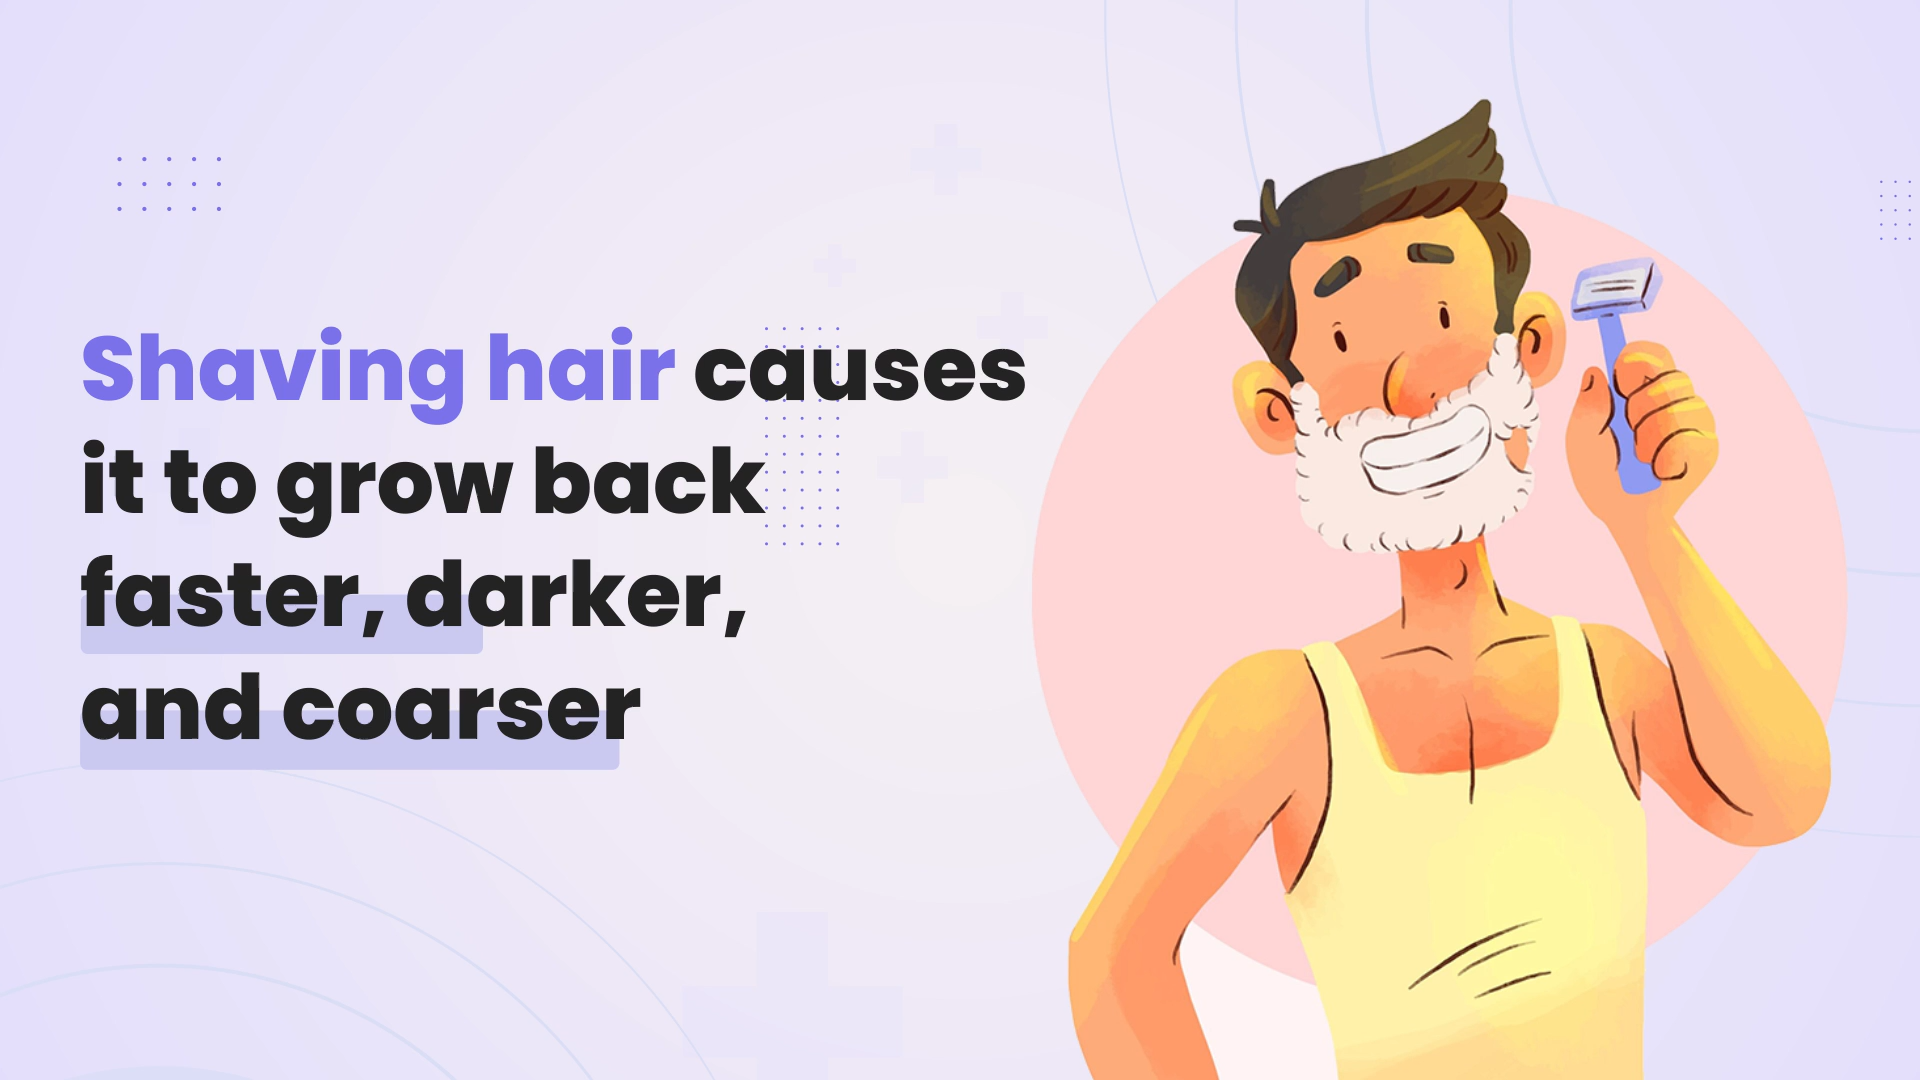 Shaving hair causes
it to grow back
faster, darker,
and coarser